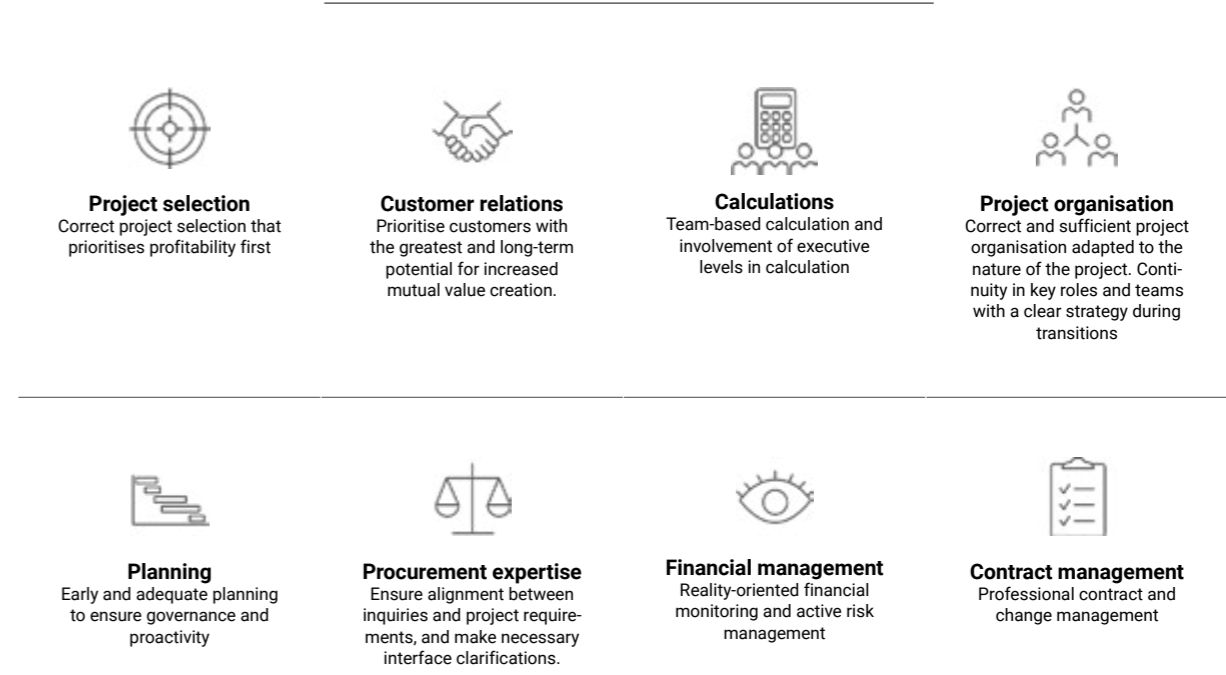 Project selection
Correct project selection that
prioritises profitability first
Customer relations
Prioritise customers with
the greatest and long-term
potential for increased
mutual value creation.
Calculations
Team-based calculation and
involvement of executive
levels in calculation
Project organisation
Correct and sufficient project
organisation adapted to the
nature of the project. Conti-
nuity in key roles and teams
with a clear strategy during
transitions
Planning
Early and adequate planning
to ensure governance and
proactivity
Procurement expertise
Ensure alignment between
inquiries and project require-
ments, and make necessary
interface clarifications.
Financial management
Reality-oriented financial
monitoring and active risk
management
Contract management
Professional contract and
change management